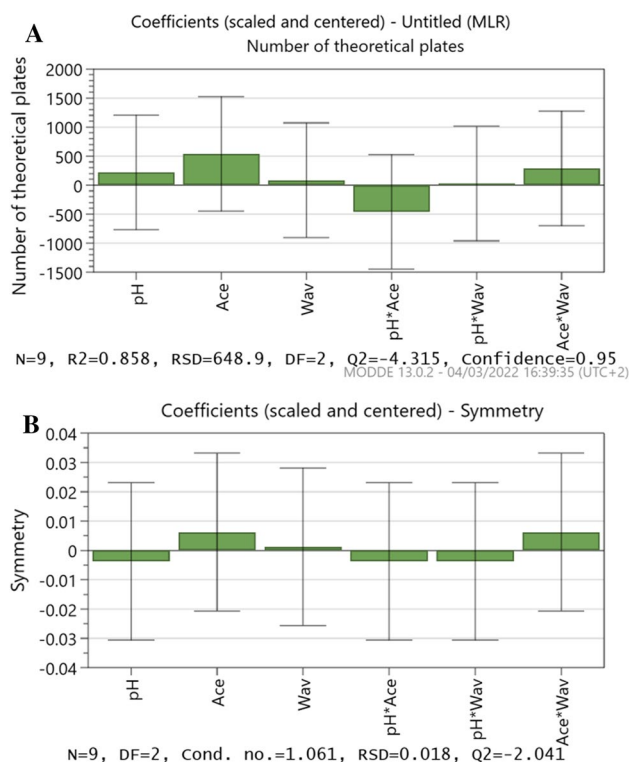 A
Coefficients (scaled and centered) - Untitled (MLR)
Number of theoretical plates
Number of theoretical plates
2000
1500
1000
500
0
-500
-1000
-1500
pH
Ace
Wav
pH*Ace
pH*Wav
Ace*Wav
N=9, R2=0.858, RSD=648.9, DF=2, Q2=-4.315, Confidence=0.95
MODDE 13.0.2 - 04/03/2022 16:39:35 (UTC+2)
B
Coefficients (scaled and centered) - Symmetry
Symmetry
0.04
0.03
0.02
0.01
0
-0.01
-0.02
-0.03
-0.04
pH
Ace
Wav
pH*Ace
pH*Wav
Ace*Wav
N=9, DF=2, Cond. no.=1.061, RSD=0.018, Q2=-2.041